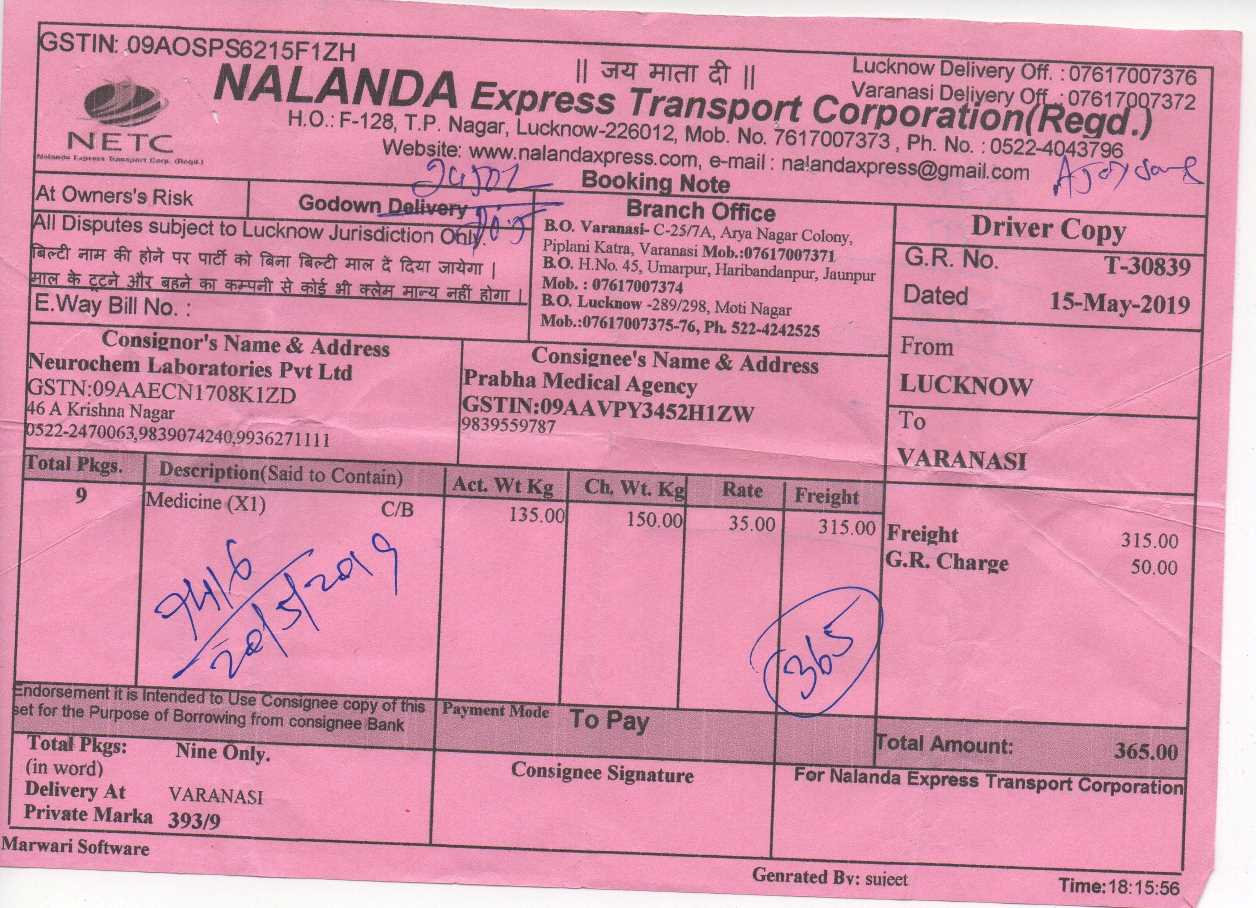 GSTIN: 09AOSPS6215F1ZH
|| जय माता दी ||
Lucknow Delivery Off. : 07617007376
Varanasi Delivery Off. : 07617007372
NETC
Nalanda Express Transport Corp. (Regd.)
NALANDA Express Transport Corporation(Regd.)
H.O.: F-128, T.P. Nagar, Lucknow-226012, Mob. No. 7617007373 , Ph. No. : 0522-4043796
Website: www.nalandaxpress.com, e-mail : nalandaxpress@gmail.com
Booking Note
At Owners's Risk
Godown Delivery
All Disputes subject to Lucknow Jurisdiction Only.
बिल्टी नाम की होने पर पार्टी को बिना बिल्टी माल दे दिया जायेगा |
माल के टूटने और बहने का कम्पनी से कोई भी क्लेम मान्य नहीं होगा |
E.Way Bill No. :
Branch Office
B.O. Varanasi- C-25/7A, Arya Nagar Colony,
Piplani Katra, Varanasi Mob.:07617007371
B.O. H.No. 45, Umarpur, Haribandanpur, Jaunpur
Mob. : 07617007374
B.O. Lucknow -289/298, Moti Nagar
Mob.:07617007375-76, Ph. 522-4242525
Driver Copy
G.R. No. T-30839
Dated 15-May-2019
From
LUCKNOW
To
VARANASI
Consignor's Name & Address
Neurochem Laboratories Pvt Ltd
GSTN:09AAECN1708K1ZD
46 A Krishna Nagar
0522-2470063,9839074240,9936271111
Consignee's Name & Address
Prabha Medical Agency
GSTIN:09AAVPY3452H1ZW
9839559787
Total Pkgs. Description(Said to Contain) Act. Wt Kg Ch. Wt. Kg Rate Freight
9 Medicine (X1) C/B 135.00 150.00 35.00 315.00
Freight 315.00
G.R. Charge 50.00
9416
20/5/2019
365
Endorsement it is Intended to Use Consignee copy of this
set for the Purpose of Borrowing from consignee Bank
Payment Mode To Pay
Total Amount: 365.00
Total Pkgs: Nine Only.
(in word)
Delivery At VARANASI
Private Marka 393/9
Consignee Signature
For Nalanda Express Transport Corporation
Marwari Software
Genrated By: sujeet
Time:18:15:56